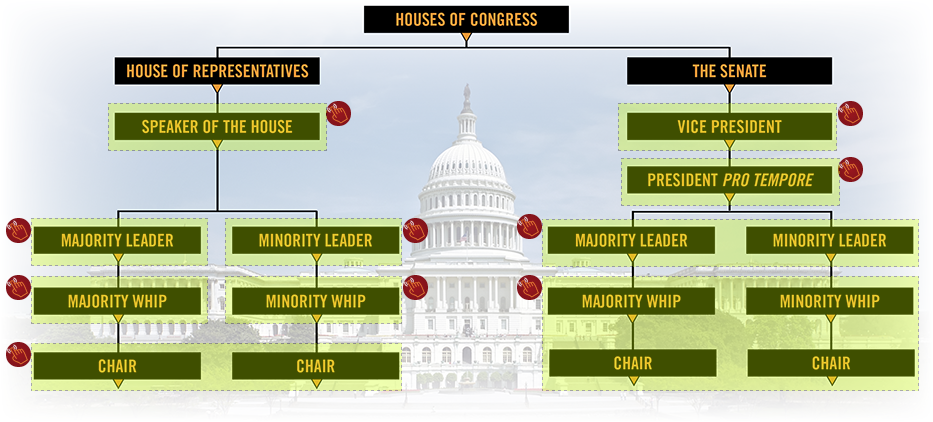 HOUSES OF CONGRESS
HOUSE OF REPRESENTATIVES
THE SENATE
SPEAKER OF THE HOUSE
VICE PRESIDENT
PRESIDENT PRO TEMPORE
MAJORITY LEADER
MINORITY LEADER
MAJORITY LEADER
MINORITY LEADER
MAJORITY WHIP
MINORITY WHIP
MAJORITY WHIP
MINORITY WHIP
CHAIR
CHAIR
CHAIR
CHAIR